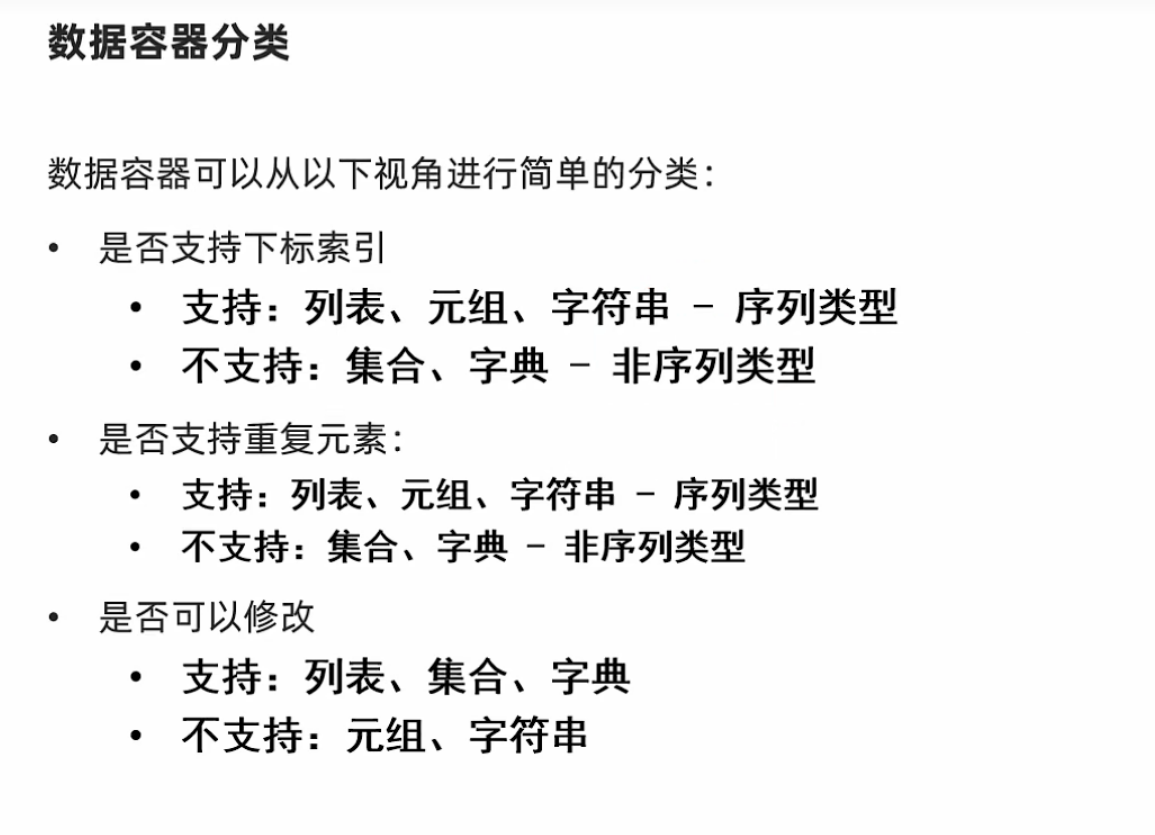 数据容器分类
数据容器可以从以下视角进行简单的分类：
• 是否支持下标索引
• 支持：列表、元组、字符串 - 序列类型
• 不支持：集合、字典 - 非序列类型
• 是否支持重复元素：
• 支持：列表、元组、字符串 - 序列类型
• 不支持：集合、字典 - 非序列类型
• 是否可以修改
• 支持：列表、集合、字典
• 不支持：元组、字符串